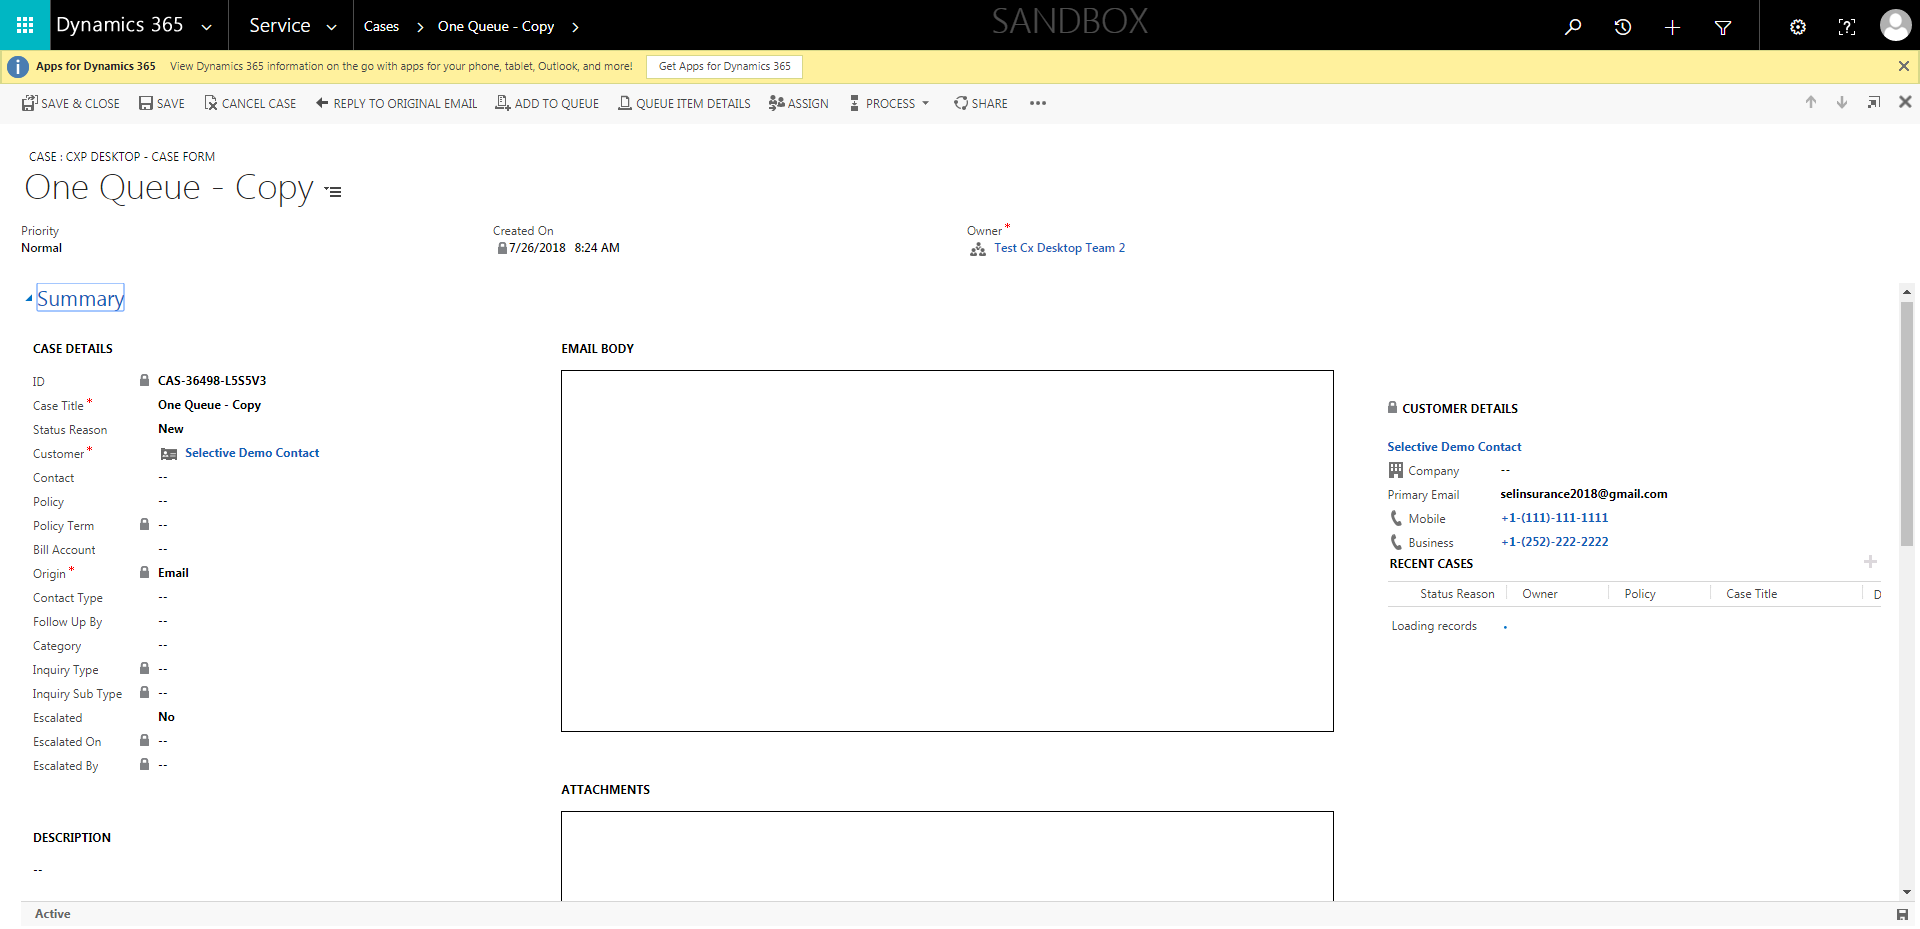 Dynamics 365
Service
Cases
One Queue - Copy
SANDBOX
Apps for Dynamics 365 View Dynamics 365 information on the go with apps for your phone, tablet, Outlook, and more! Get Apps for Dynamics 365
SAVE & CLOSE SAVE CANCEL CASE REPLY TO ORIGINAL EMAIL ADD TO QUEUE QUEUE ITEM DETAILS ASSIGN PROCESS SHARE
CASE : CXP DESKTOP - CASE FORM
One Queue - Copy
Priority
Normal
Created On
7/26/2018 8:24 AM
Owner*
Test Cx Desktop Team 2
Summary
CASE DETAILS
ID CAS-36498-L5S5V3
Case Title* One Queue - Copy
Status Reason New
Customer* Selective Demo Contact
Contact --
Policy --
Policy Term --
Bill Account --
Origin* Email
Contact Type --
Follow Up By --
Category --
Inquiry Type --
Inquiry Sub Type --
Escalated No
Escalated On --
Escalated By --
DESCRIPTION
--
EMAIL BODY
ATTACHMENTS
CUSTOMER DETAILS
Selective Demo Contact
Company --
Primary Email selinsurance2018@gmail.com
Mobile +1-(111)-111-1111
Business +1-(252)-222-2222
RECENT CASES
Status Reason Owner Policy Case Title D
Loading records
Active